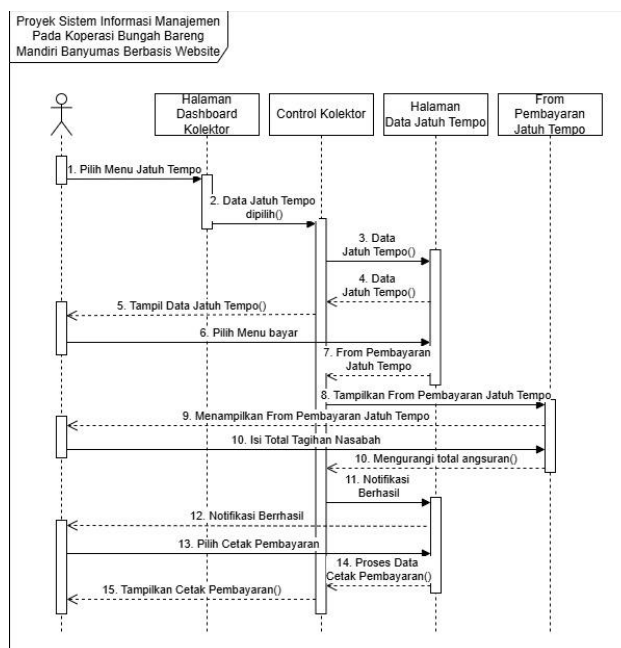 Proyek Sistem Informasi Manajemen
Pada Koperasi Bungah Bareng
Mandiri Banyumas Berbasis Website
Halaman
Dashboard
Kolektor
Control Kolektor
Halaman
Data Jatuh Tempo
From
Pembayaran
Jatuh Tempo
1. Pilih Menu Jatuh Tempo
2. Data Jatuh Tempo
dipilih()
3. Data
Jatuh Tempo()
4. Data
Jatuh Tempo()
5. Tampil Data Jatuh Tempo()
6. Pilih Menu bayar
7. From Pembayaran
Jatuh Tempo
8. Tampilkan From Pembayaran Jatuh Tempo
9. Menampilkan From Pembayaran Jatuh Tempo
10. Isi Total Tagihan Nasabah
10. Mengurangi total angsuran()
11. Notifikasi
Berhasil
12. Notifikasi Berrhasil
13. Pilih Cetak Pembayaran
14. Proses Data
Cetak Pembayaran()
15. Tampilkan Cetak Pembayaran()